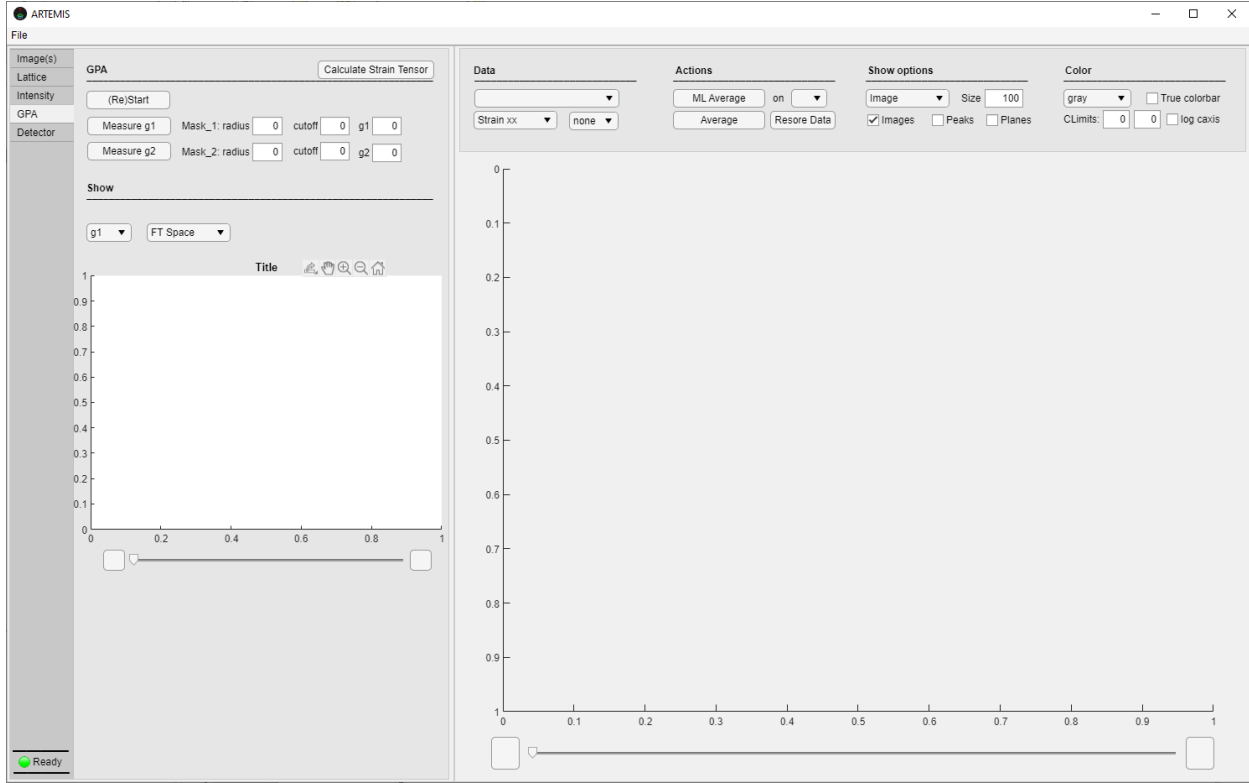 ARTEMIS
File
Image(s)
Lattice
Intensity
GPA
Detector
Ready
GPA
Calculate Strain Tensor
(Re)Start
Measure g1 Mask_1: radius 0 cutoff 0 g1 0
Measure g2 Mask_2: radius 0 cutoff 0 g2 0
Show
g1 FT Space
Title
1
0.9
0.8
0.7
0.6
0.5
0.4
0.3
0.2
0.1
0
0 0.2 0.4 0.6 0.8 1
Data
Strain xx none
Actions
ML Average on
Average Resore Data
Show options
Image Size 100
Images Peaks Planes
Color
gray True colorbar
CLimits: 0 0 log caxis
0
0.1
0.2
0.3
0.4
0.5
0.6
0.7
0.8
0.9
1
0 0.1 0.2 0.3 0.4 0.5 0.6 0.7 0.8 0.9 1